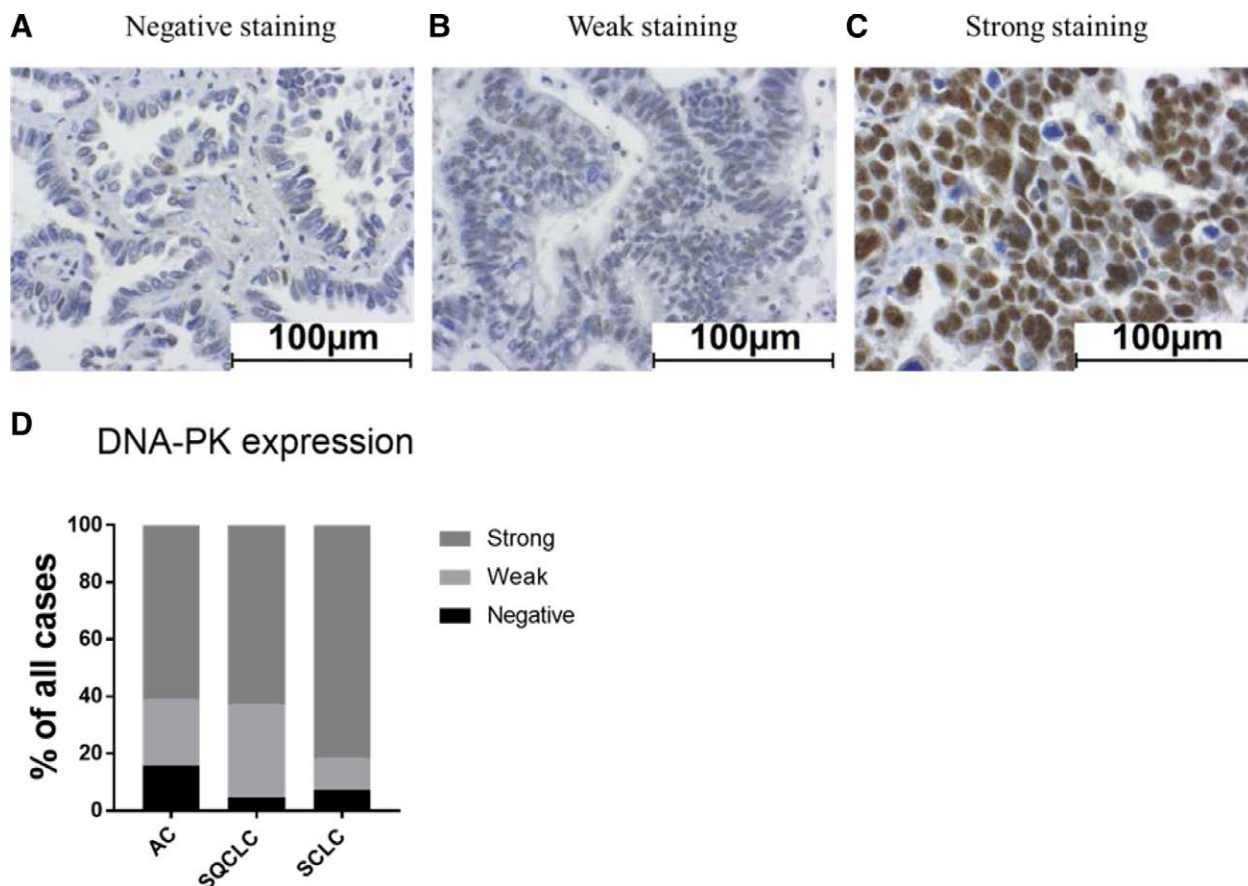 A Negative staining
B Weak staining
C Strong staining
100µm
100µm
100µm
D
DNA-PK expression
% of all cases
100
80
60
40
20
0
AC
SQCLC
SCLC
Strong
Weak
Negative